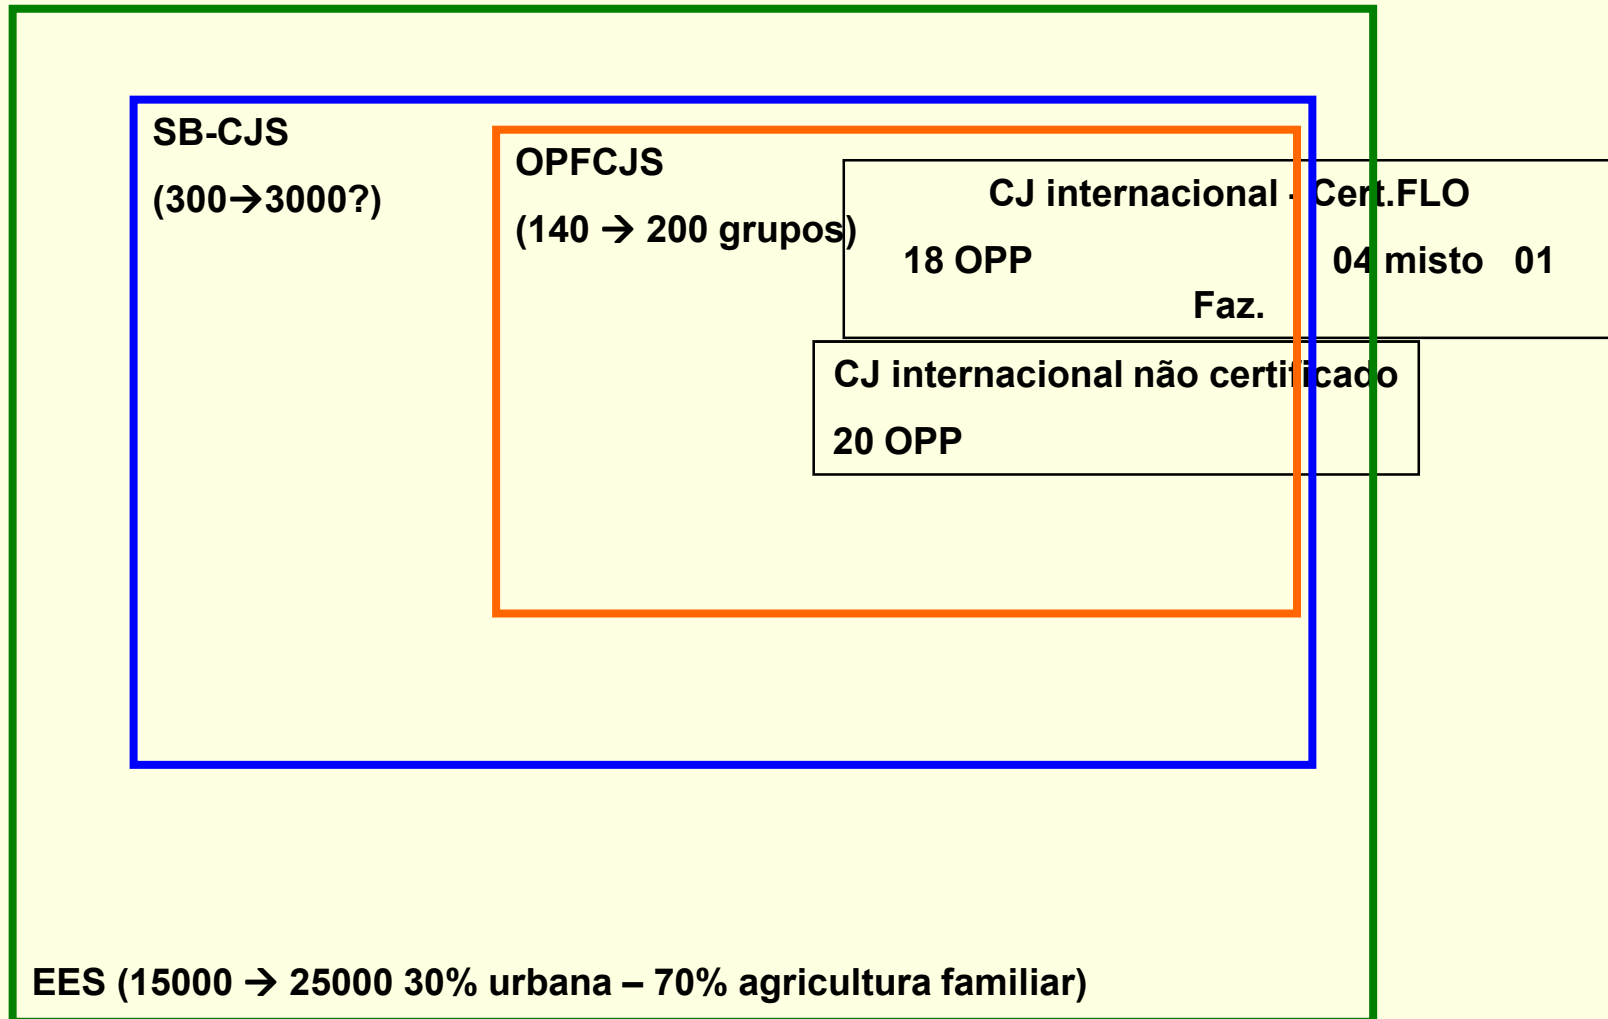 SB-CJS
(300→3000?)
OPFCJS
(140 → 200 grupos)
CJ internacional - Cert.FLO
18 OPP 04 misto 01
Faz.
CJ internacional não certificado
20 OPP
EES (15000 → 25000 30% urbana – 70% agricultura familiar)